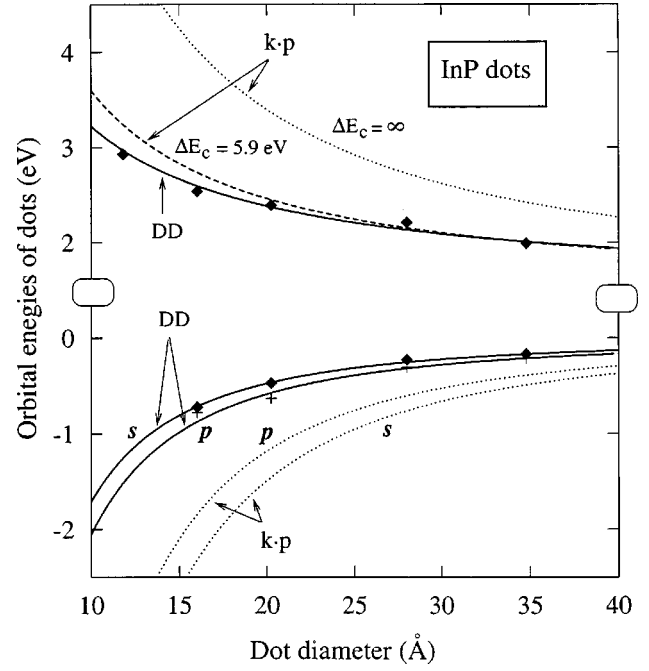 4
k·p
InP dots
ΔE_c = ∞
ΔE_c = 5.9 eV
3
DD
2
Orbital enegies of dots (eV)
DD
0
s p p s
-1
k·p
-2
10 15 20 25 30 35 40
Dot diameter (Å)